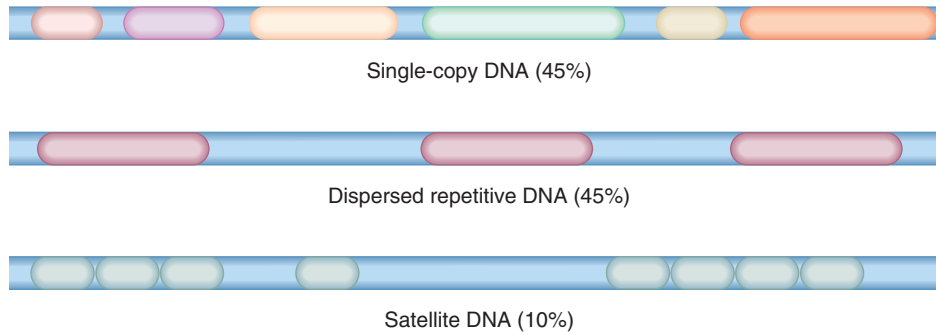 Single-copy DNA (45%)
Dispersed repetitive DNA (45%)
Satellite DNA (10%)